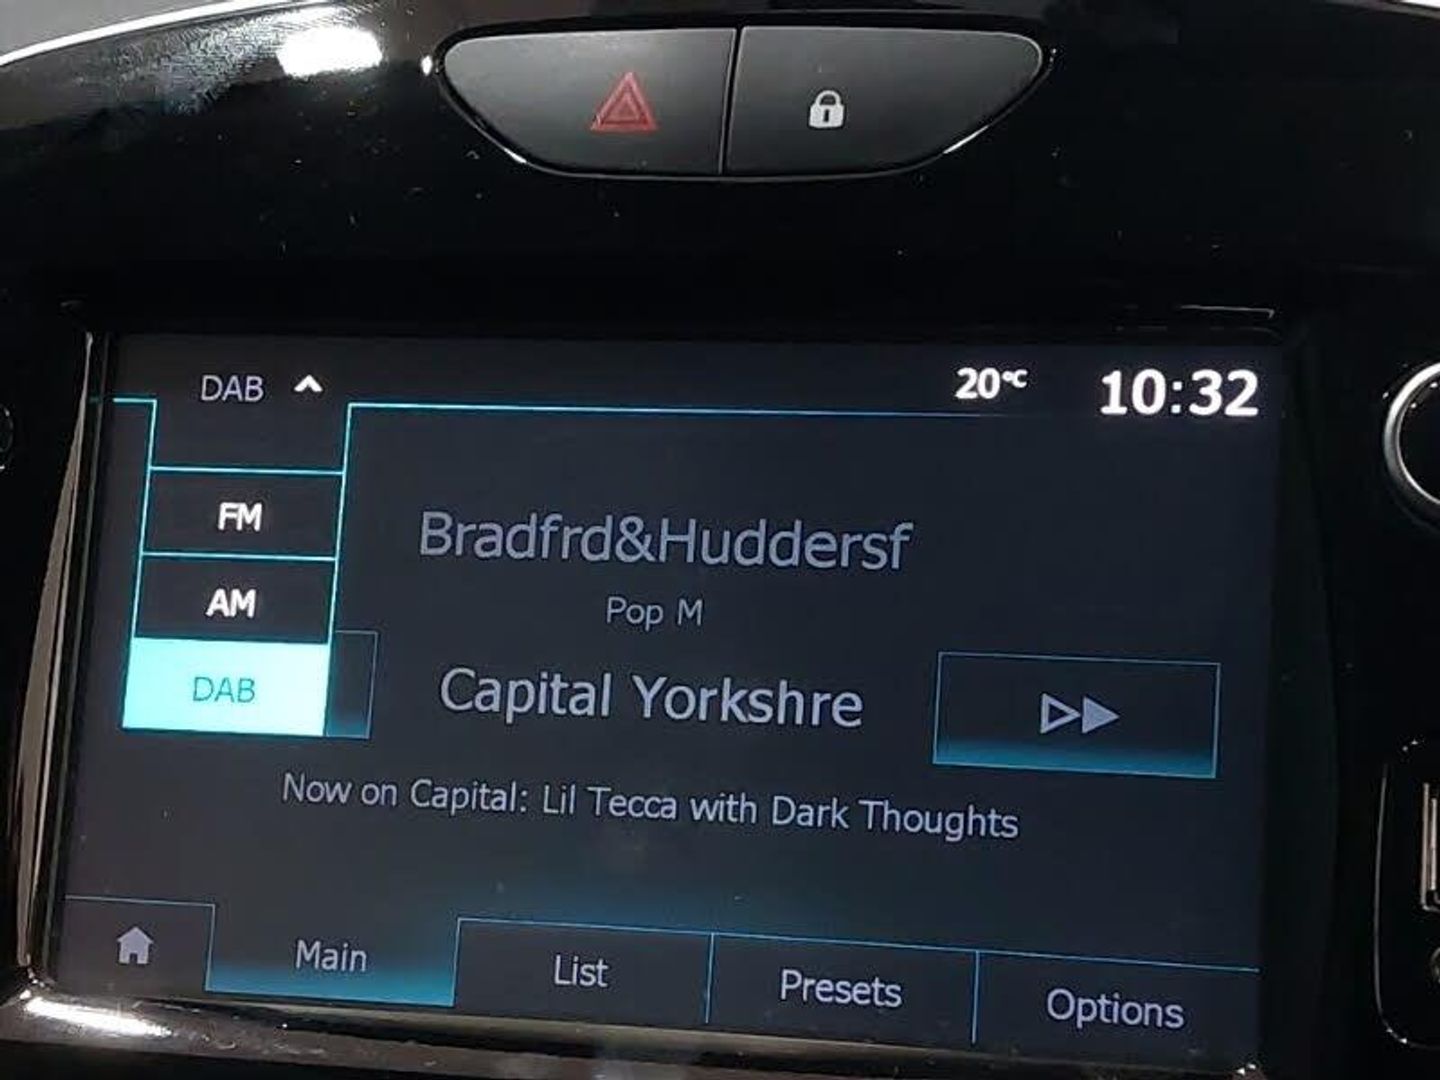 DAB
20°C
10:32
FM
AM
DAB
Bradfrd&Huddersf
Pop M
Capital Yorkshre
Now on Capital: Lil Tecca with Dark Thoughts
Main
List
Presets
Options